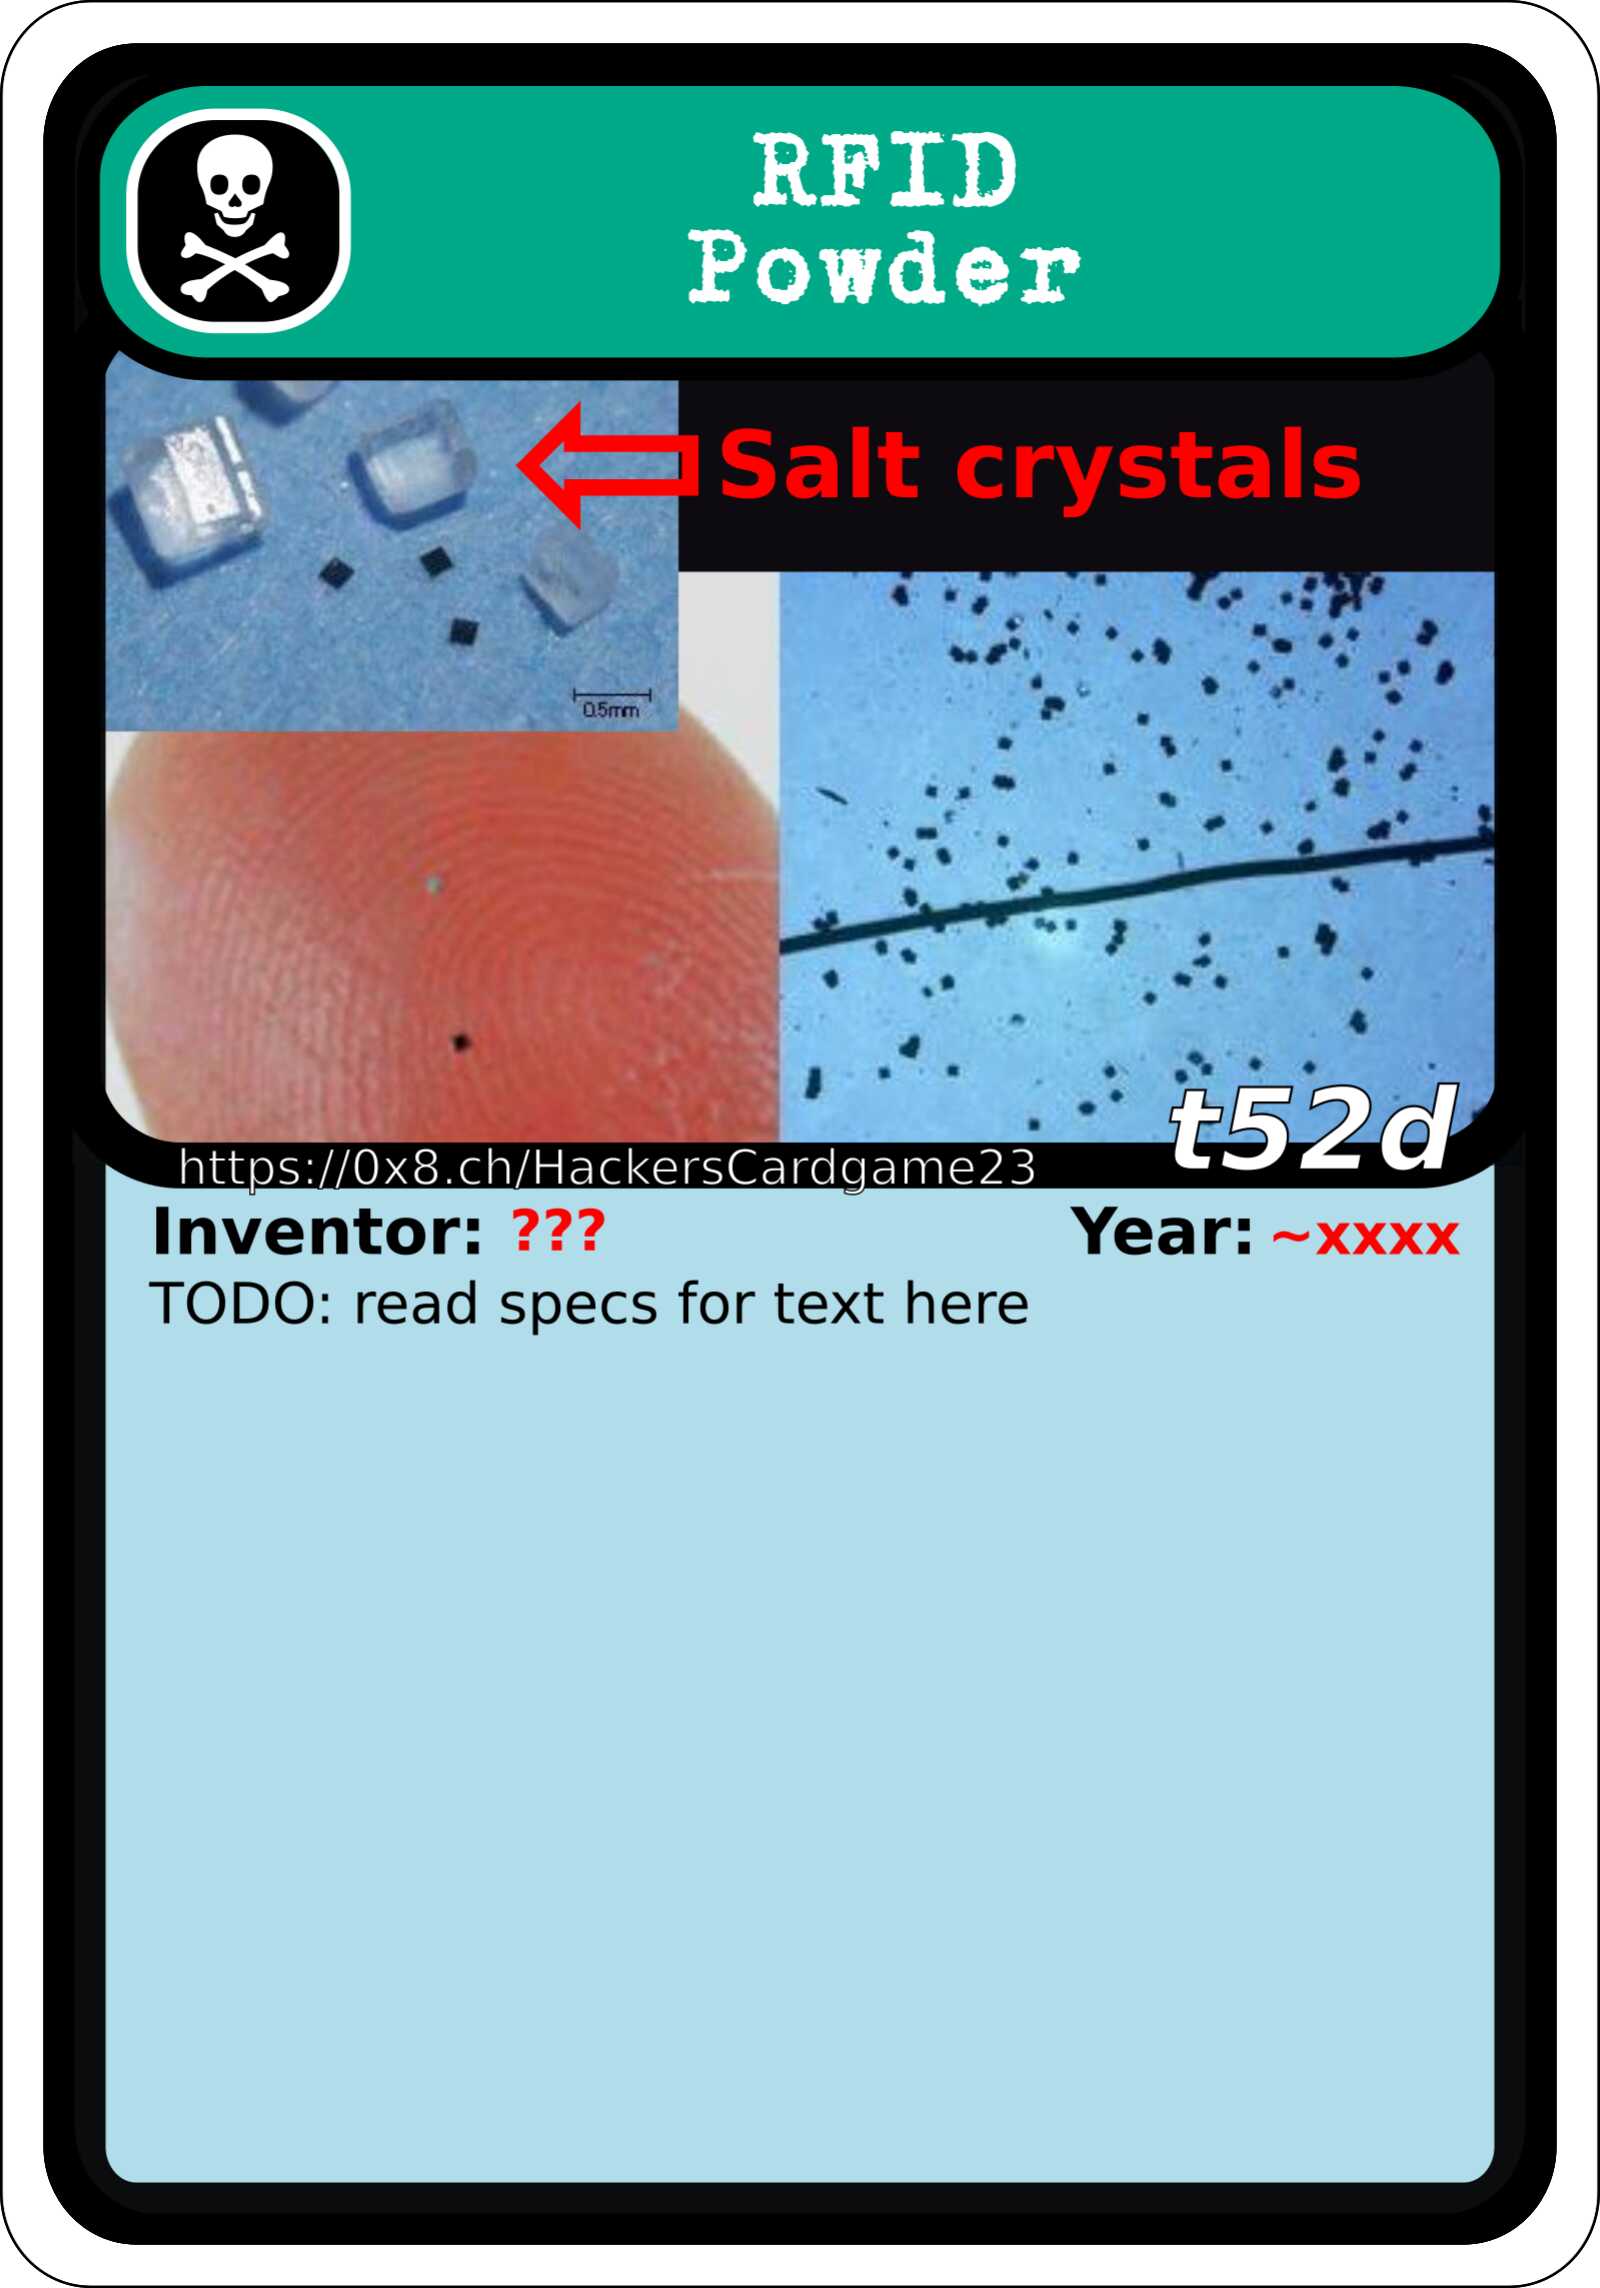 RFID
Powder
Salt crystals
0.5mm
t52d
https://0x8.ch/HackersCardgame23
Inventor: ??? Year: ~xxxx
TODO: read specs for text here